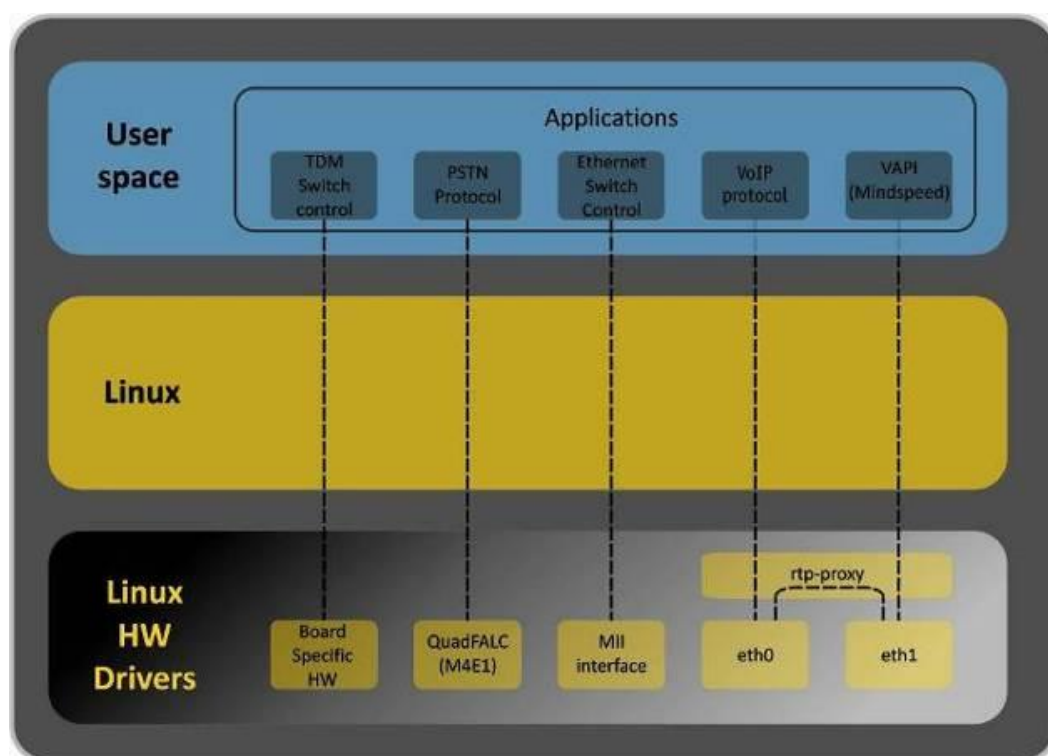 User
space
Applications
TDM
Switch
control
PSTN
Protocol
Ethernet
Switch
Control
VoIP
protocol
VAPI
(Mindspeed)
Linux
Linux
HW
Drivers
rtp-proxy
Board
Specific
HW
QuadFALC
(M4E1)
MII
interface
eth0
eth1